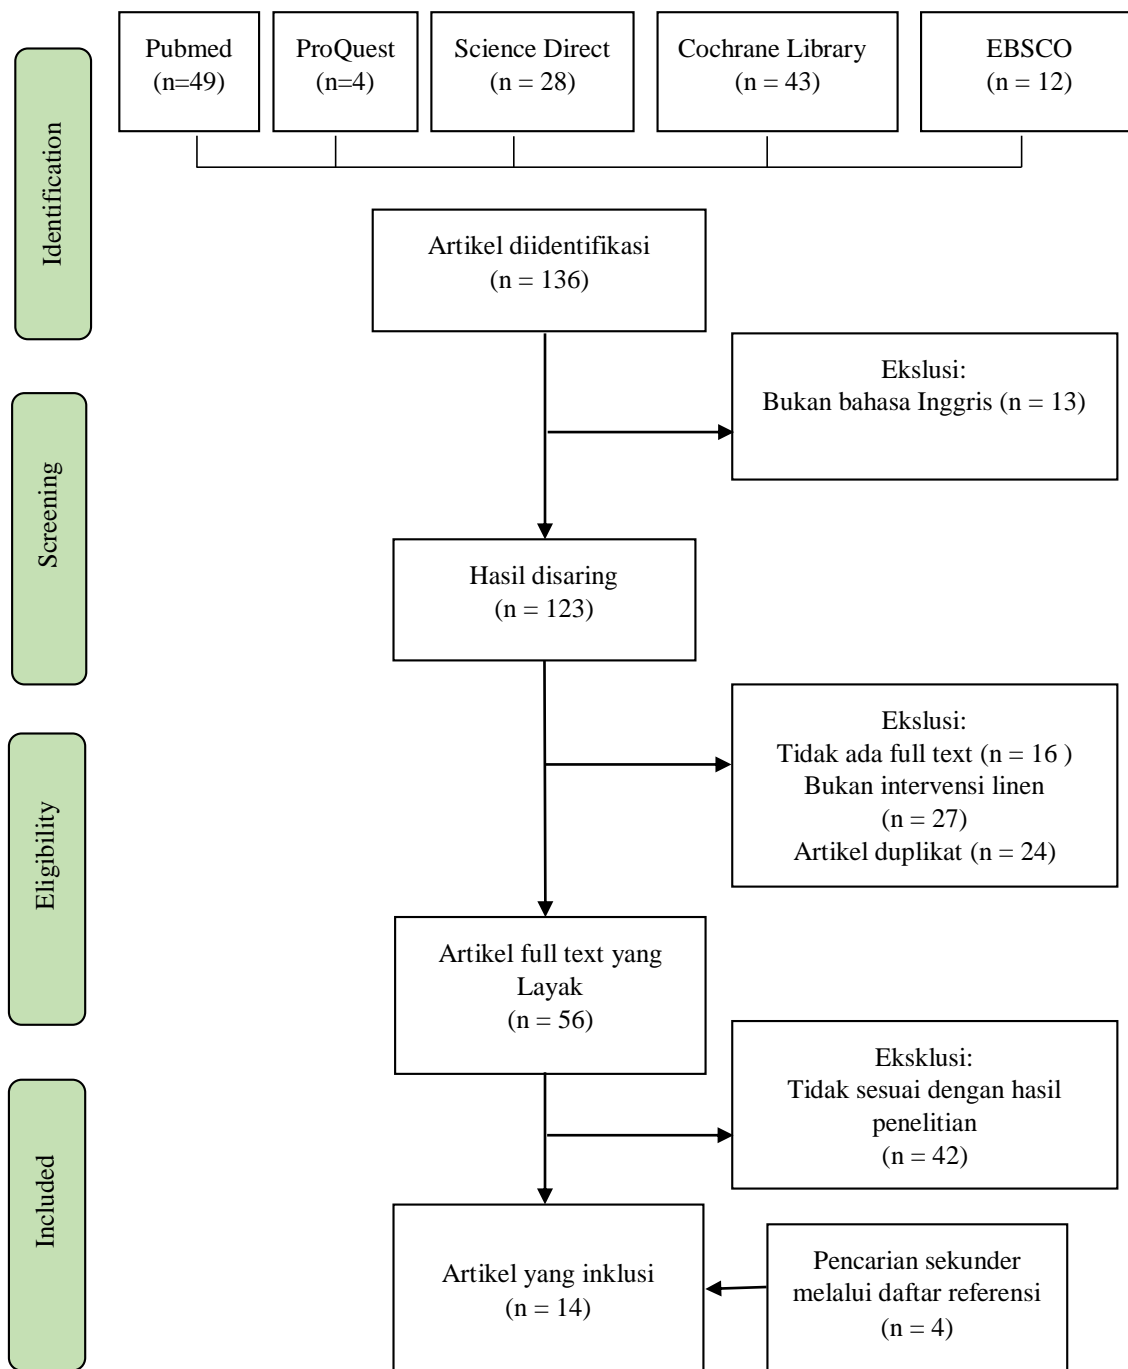 Pubmed
(n=49)
ProQuest
(n=4)
Science Direct
(n = 28)
Cochrane Library
(n = 43)
EBSCO
(n = 12)
Identification
Artikel diidentifikasi
(n = 136)
Ekslusi:
Bukan bahasa Inggris (n = 13)
Screening
Hasil disaring
(n = 123)
Ekslusi:
Tidak ada full text (n = 16 )
Bukan intervensi linen
(n = 27)
Artikel duplikat (n = 24)
Eligibility
Artikel full text yang
Layak
(n = 56)
Eksklusi:
Tidak sesuai dengan hasil
penelitian
(n = 42)
Included
Artikel yang inklusi
(n = 14)
Pencarian sekunder
melalui daftar referensi
(n = 4)